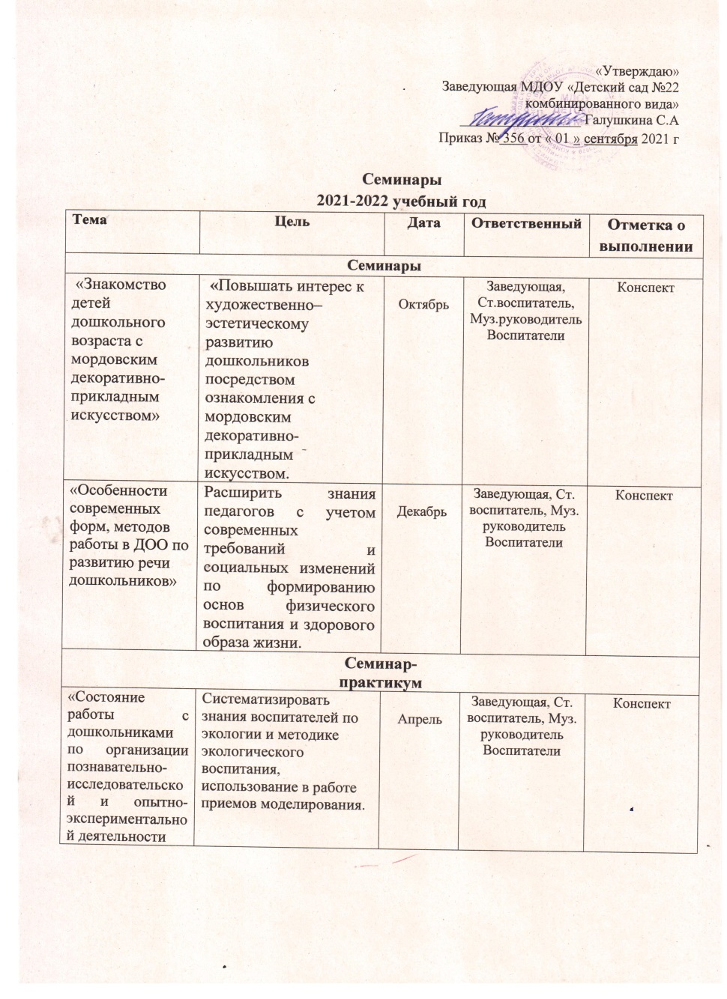 «Утверждаю»
Заведующая МДОУ «Детский сад №22
комбинированного вида»
Галушкина С.А
Приказ № 356 от « 01 » сентября 2021 г
Семинары
2021-2022 учебный год
Тема Цель Дата Ответственный Отметка о
выполнении
Семинары
«Знакомство
детей
дошкольного
возраста с
мордовским
декоративно-
прикладным
искусством»
«Повышать интерес к
художественно–
эстетическому
развитию
дошкольников
посредством
ознакомления с
мордовским
декоративно-
прикладным
искусством.
Октябрь
Заведующая,
Ст.воспитатель,
Муз.руководитель
Воспитатели
Конспект
«Особенности
современных
форм, методов
работы в ДОО по
развитию речи
дошкольников»
Расширить знания
педагогов с учетом
современных
требований и
социальных изменений
по формированию
основ физического
воспитания и здорового
образа жизни.
Декабрь
Заведующая, Ст.
воспитатель, Муз.
руководитель
Воспитатели
Конспект
Семинар-
практикум
«Состояние
работы с
дошкольниками
по организации
познавательно-
исследовательско
й и опытно-
экспериментально
й деятельности
Систематизировать
знания воспитателей по
экологии и методике
экологического
воспитания,
использование в работе
приемов моделирования.
Апрель
Заведующая, Ст.
воспитатель, Муз.
руководитель
Воспитатели
Конспект